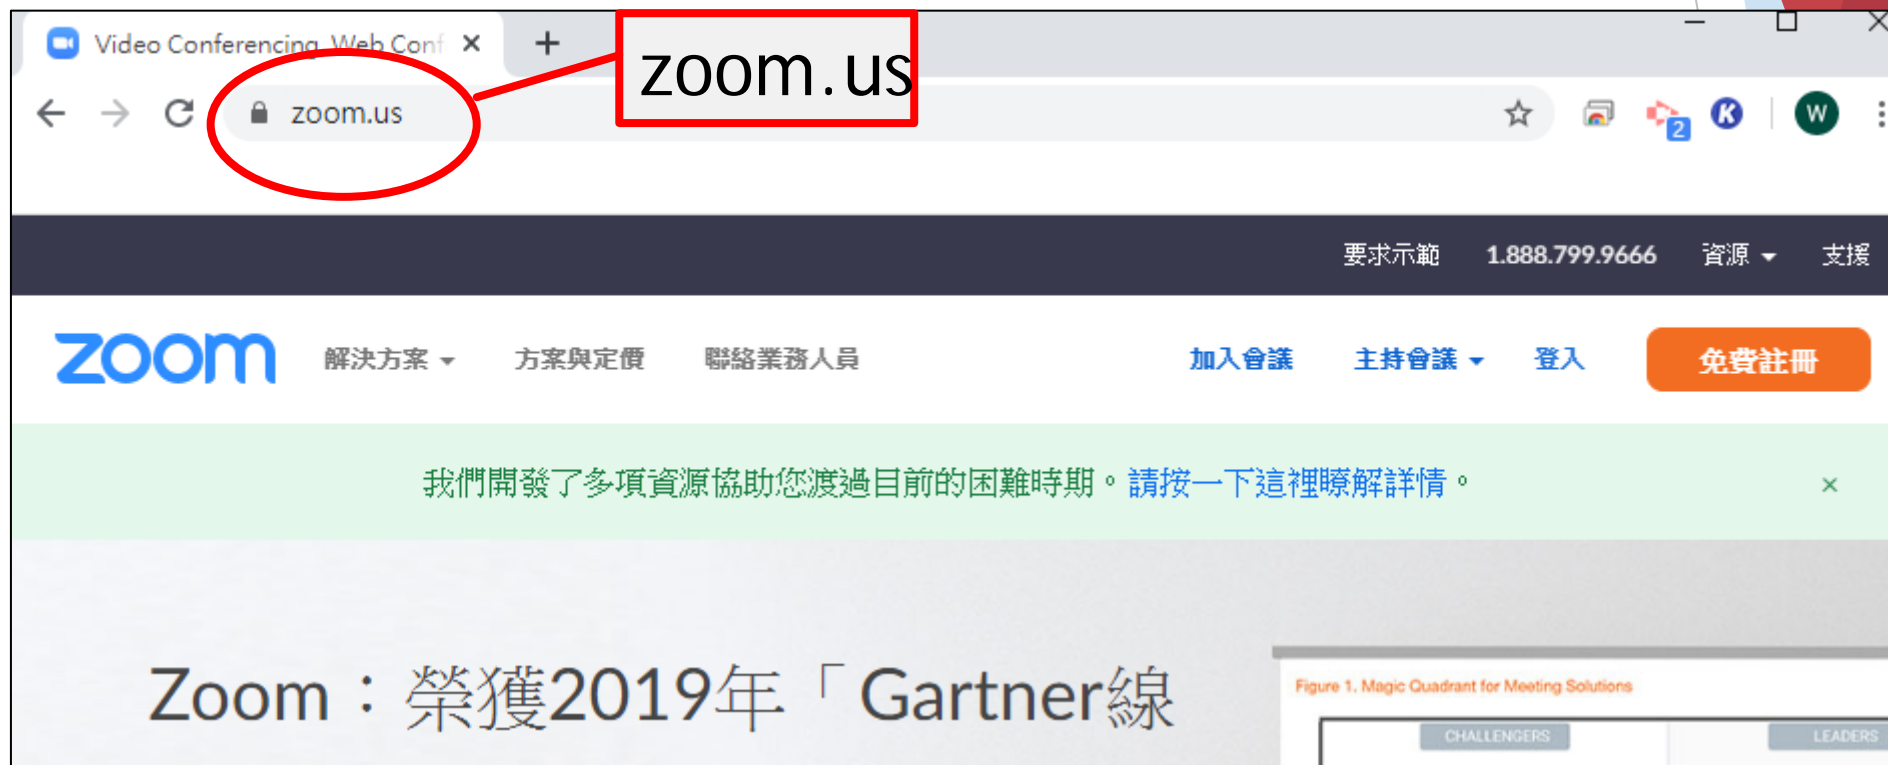 Video Conferencing, Web Conf
zoom.us
zoom.us
W
2
K
要求示範 1.888.799.9666 資源 支援
zoom 解決方案 方案與定價 聯絡業務人員 加入會議 主持會議 登入 免費註冊
我們開發了多項資源協助您渡過目前的困難時期。請按一下這裡瞭解詳情。
Zoom：榮獲2019年「Gartner線
Figure 1. Magic Quadrant for Meeting Solutions
CHALLENGERS LEADERS